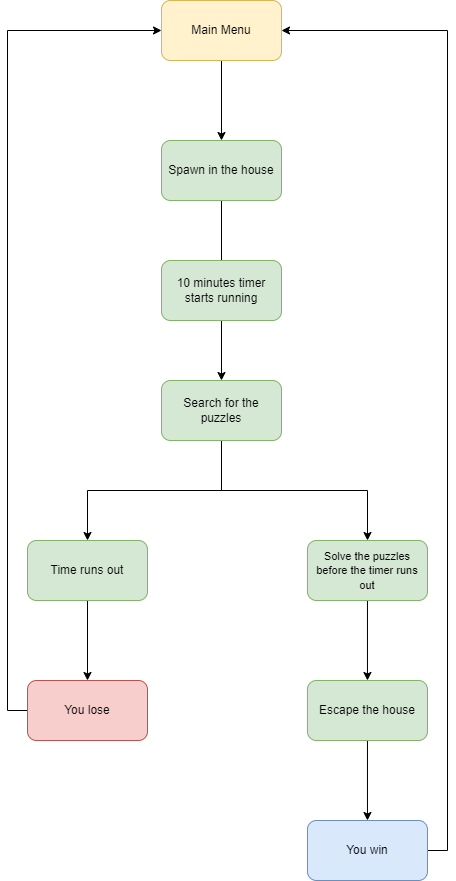 Main Menu
Spawn in the house
10 minutes timer
starts running
Search for the
puzzles
Time runs out
Solve the puzzles
before the timer runs
out
You lose
Escape the house
You win